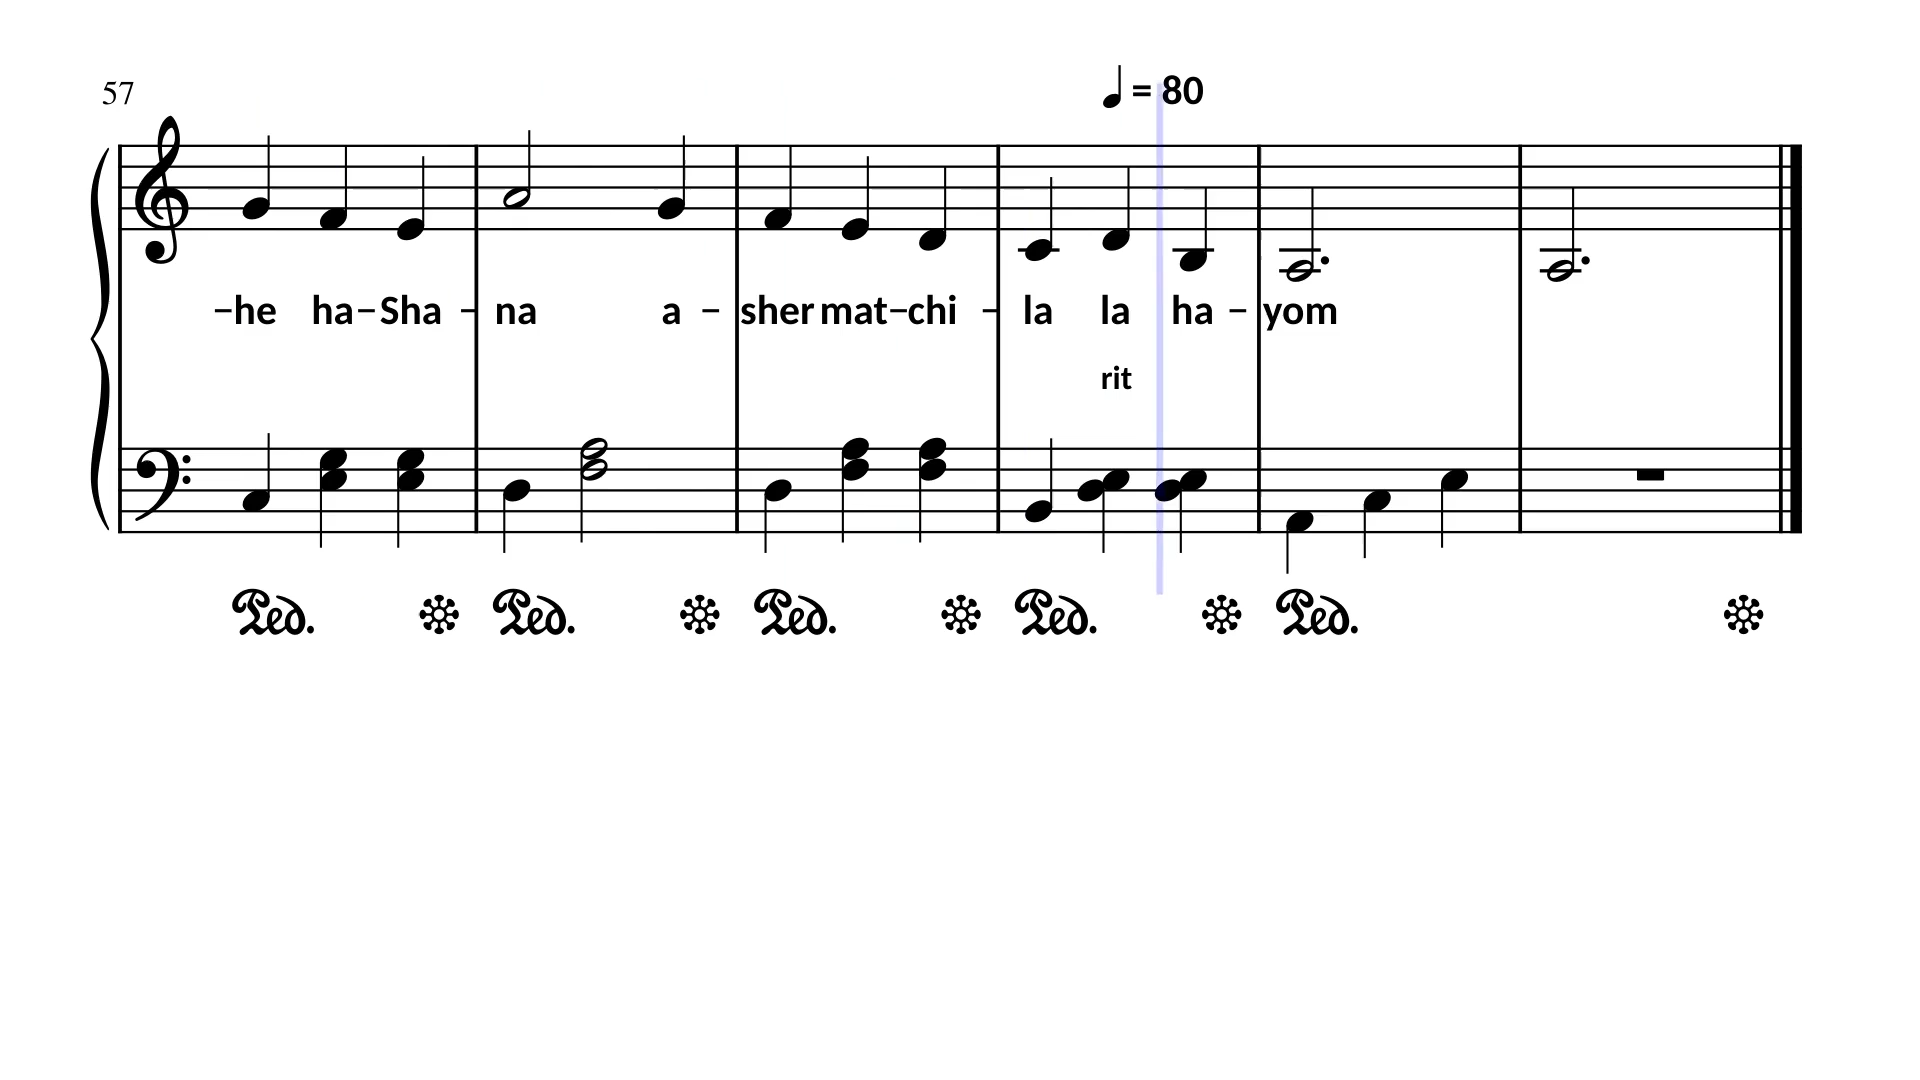 57
= 80
–he ha–Sha – na a – sher mat–chi – la la ha – yom
rit
Ped. Ped. Ped. Ped. Ped.